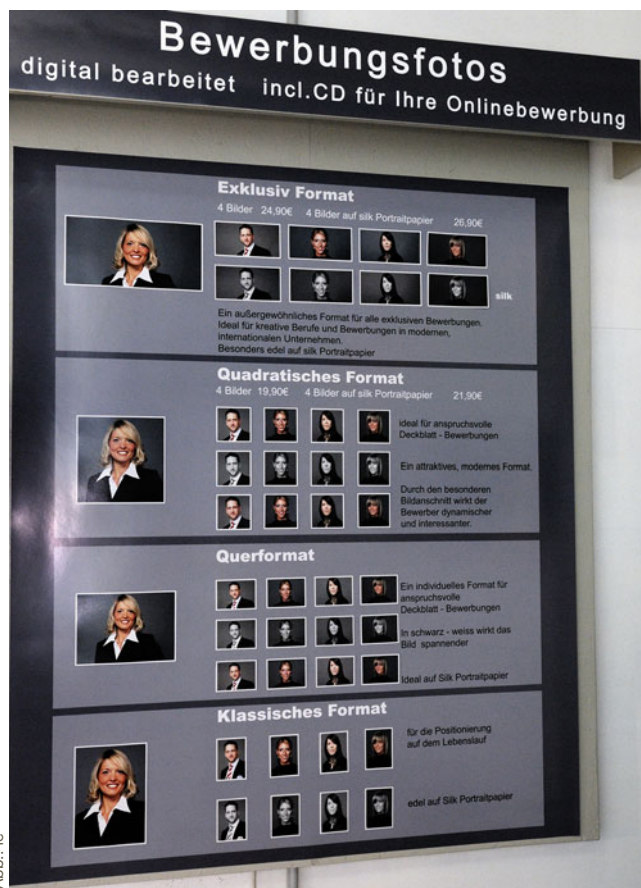 Bewerbungsfotos
digital bearbeitet incl.CD für Ihre Onlinebewerbung
Exklusiv Format
4 Bilder 24,90€ 4 Bilder auf silk Portraitpapier 26,90€
silk
Ein außergewöhnliches Format für alle exklusiven Bewerbungen.
Ideal für kreative Berufe und Bewerbungen in modernen,
internationalen Unternehmen.
Besonders edel auf silk Portraitpapier
Quadratisches Format
4 Bilder 19,90€ 4 Bilder auf silk Portraitpapier 21,90€
ideal für anspruchsvolle
Deckblatt - Bewerbungen
Ein attraktives, modernes Format.
Durch den besonderen
Bildanschnitt wirkt der
Bewerber dynamischer
und interessanter.
Querformat
Ein individuelles Format für
anspruchsvolle
Deckblatt - Bewerbungen
In schwarz - weiss wirkt das
Bild spannender
Ideal auf Silk Portraitpapier
Klassisches Format
für die Positionierung
auf dem Lebenslauf
edel auf Silk Portraitpapier